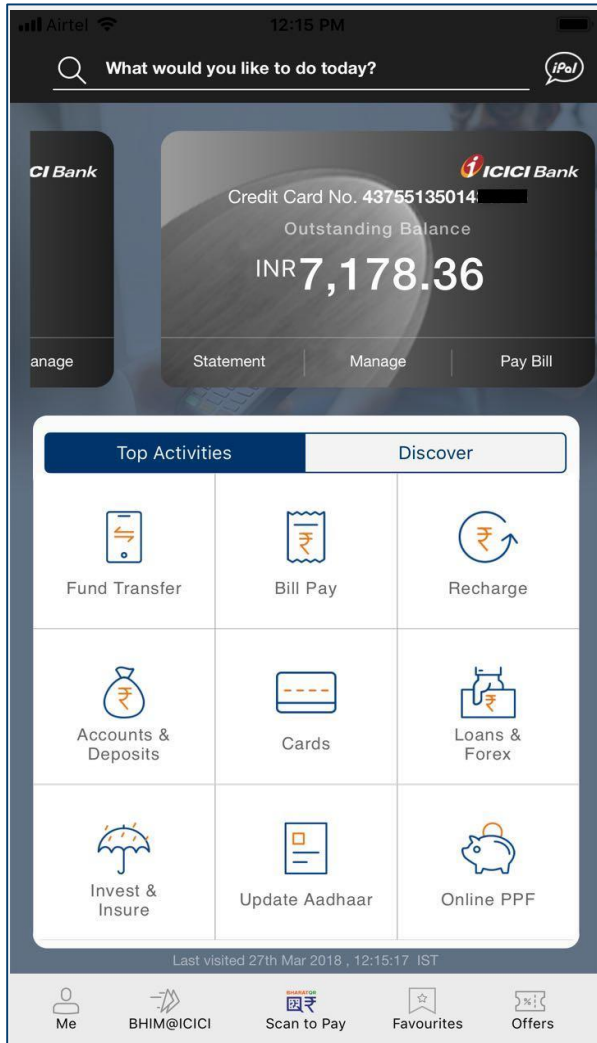 Airtel 12:15 PM
What would you like to do today?
iPal
CI Bank
ICICI Bank
Credit Card No. 43755135014
Outstanding Balance
INR 7,178.36
anage
Statement Manage Pay Bill
Top Activities Discover
Fund Transfer Bill Pay Recharge
Accounts &
Deposits
Cards
Loans &
Forex
Invest &
Insure
Update Aadhaar
Online PPF
Last visited 27th Mar 2018 , 12:15:17 IST
BHARATQR
Me BHIM@ICICI Scan to Pay Favourites Offers